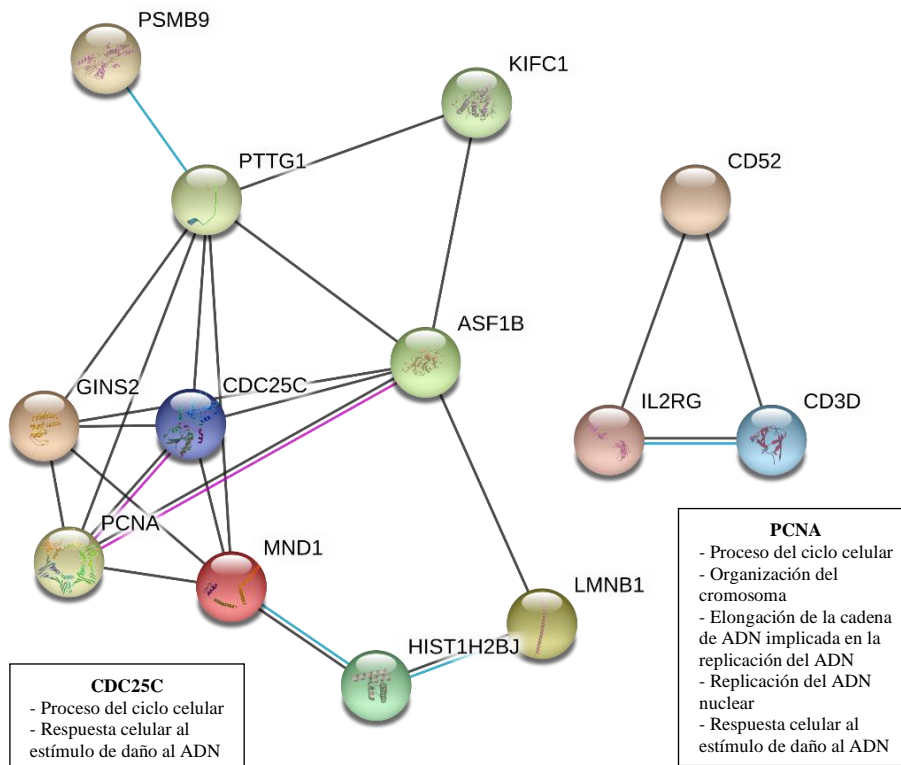 PSMB9
KIFC1
PTTG1
CD52
ASF1B
GINS2
CDC25C
IL2RG
CD3D
PCNA
MND1
LMNB1
HIST1H2BJ
CDC25C
- Proceso del ciclo celular
- Respuesta celular al
estímulo de daño al ADN
PCNA
- Proceso del ciclo celular
- Organización del
cromosoma
- Elongación de la cadena
de ADN implicada en la
replicación del ADN
- Replicación del ADN
nuclear
- Respuesta celular al
estímulo de daño al ADN